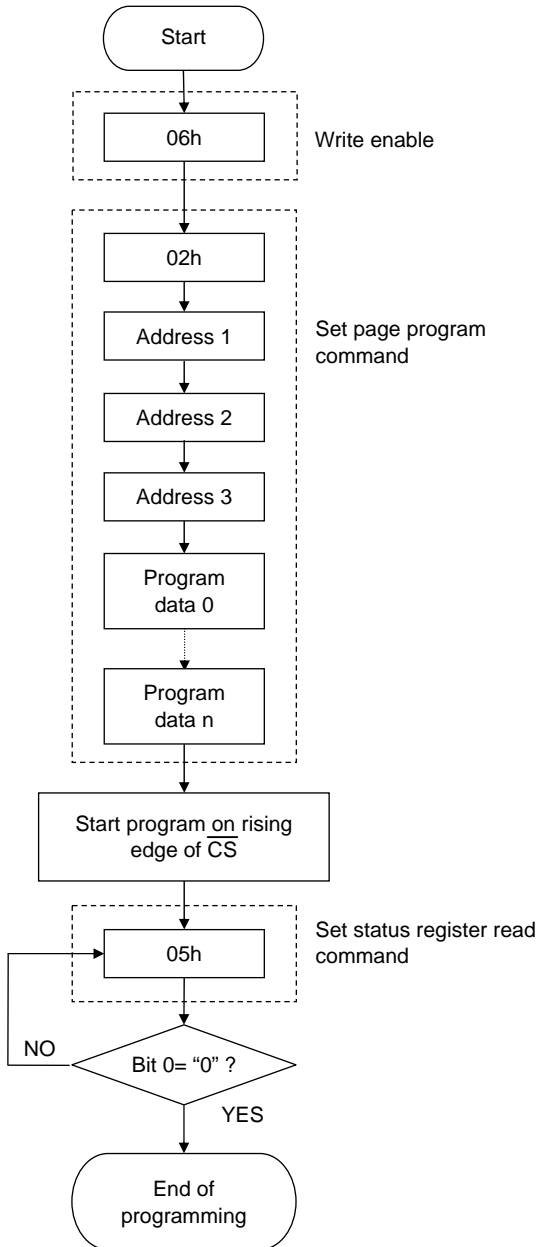 Start
06h
Write enable
02h
Address 1
Set page program
command
Address 2
Address 3
Program
data 0
Program
data n
Start program on rising
edge of C̅S̅
05h
Set status register read
command
NO
Bit 0= “0” ?
YES
End of
programming